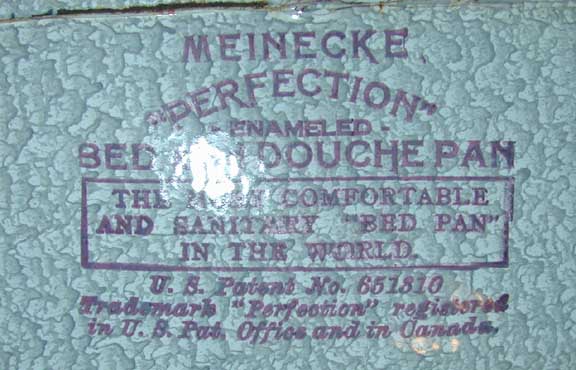 MEINECKE
"PERFECTION"
- ENAMELED -
BED DOUCHE PAN
THE COMFORTABLE
AND SANITARY "BED PAN"
IN THE WORLD.
U. S. Patent No. 651310
Trademark "Perfection" registered
in U. S. Pat. Office and in Canada.